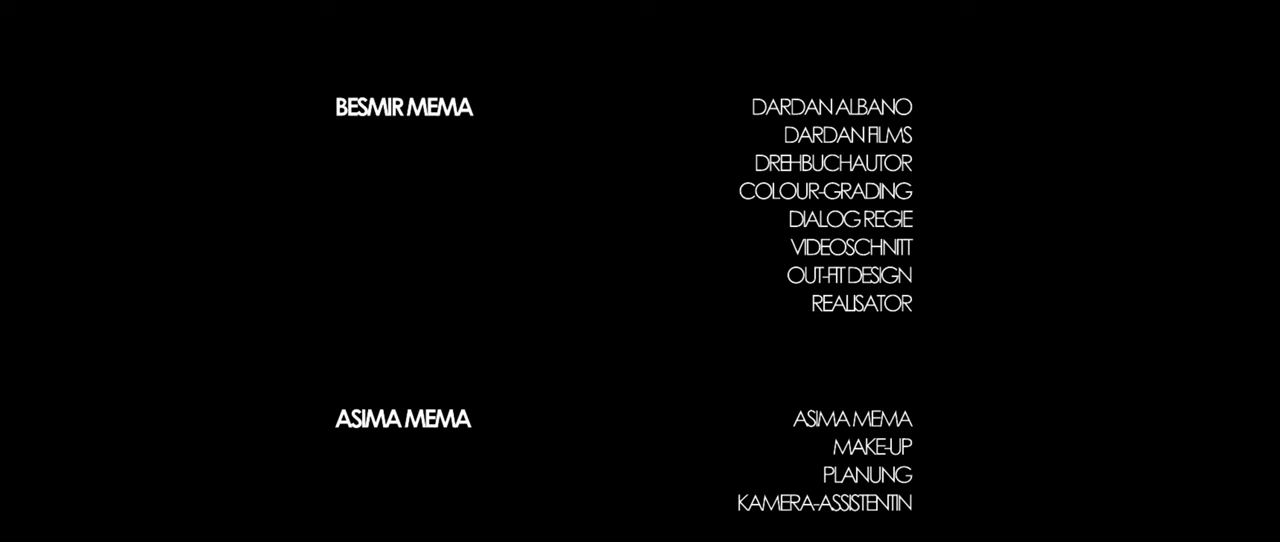 BESMIR MEMA DARDAN ALBANO
DARDAN FILMS
DREHBUCHAUTOR
COLOUR-GRADING
DIALOG REGIE
VIDEOSCHNITT
OUT-FIT DESIGN
REALISATOR
ASIMA MEMA ASIMA MEMA
MAKE-UP
PLANUNG
KAMERA-ASSISTENTIN